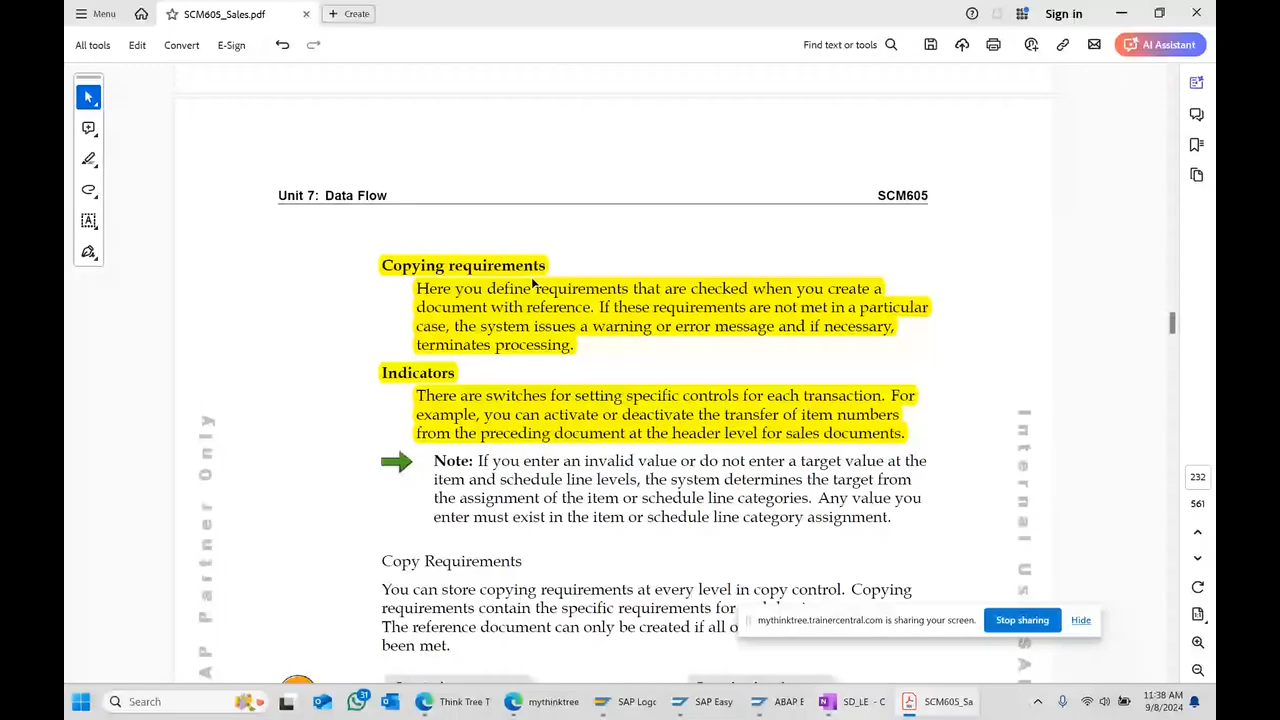 Menu
SCM605_Sales.pdf
Create
Sign in
All tools
Edit
Convert
E-Sign
Find text or tools
AI Assistant
Unit 7: Data Flow
SCM605
Copying requirements
Here you define requirements that are checked when you create a
document with reference. If these requirements are not met in a particular
case, the system issues a warning or error message and if necessary,
terminates processing.
Indicators
There are switches for setting specific controls for each transaction. For
example, you can activate or deactivate the transfer of item numbers
from the preceding document at the header level for sales documents.
Note: If you enter an invalid value or do not enter a target value at the
item and schedule line levels, the system determines the target from
the assignment of the item or schedule line categories. Any value you
enter must exist in the item or schedule line category assignment.
Copy Requirements
You can store copying requirements at every level in copy control. Copying
requirements contain the specific requirements for
The reference document can only be created if all o
been met.
AP Partner Only
Internal Us
SA
232
561
mythinktree.trainercentral.com is sharing your screen.
Stop sharing
Hide
Search
31
Think Tree T
mythinktree
SAP Logo
SAP Easy
ABAP E
SD_LE - C
SCM605_Sa
11:38 AM
9/8/2024